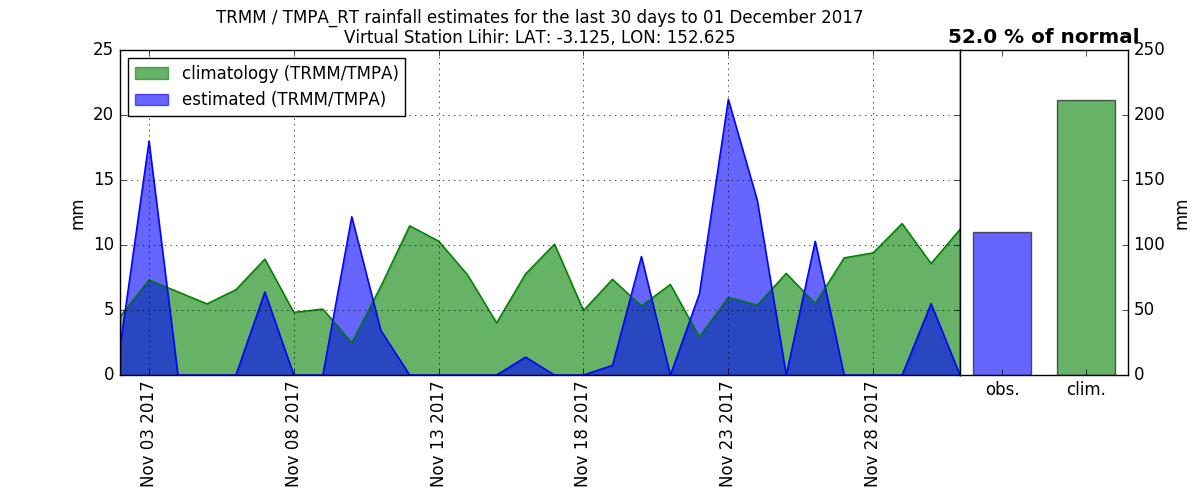 TRMM / TMPA_RT rainfall estimates for the last 30 days to 01 December 2017
Virtual Station Lihir: LAT: -3.125, LON: 152.625
52.0 % of normal
climatology (TRMM/TMPA)
estimated (TRMM/TMPA)
25
20
15
10
5
0
mm
Nov 03 2017
Nov 08 2017
Nov 13 2017
Nov 18 2017
Nov 23 2017
Nov 28 2017
obs.
clim.
250
200
150
100
50
0
mm